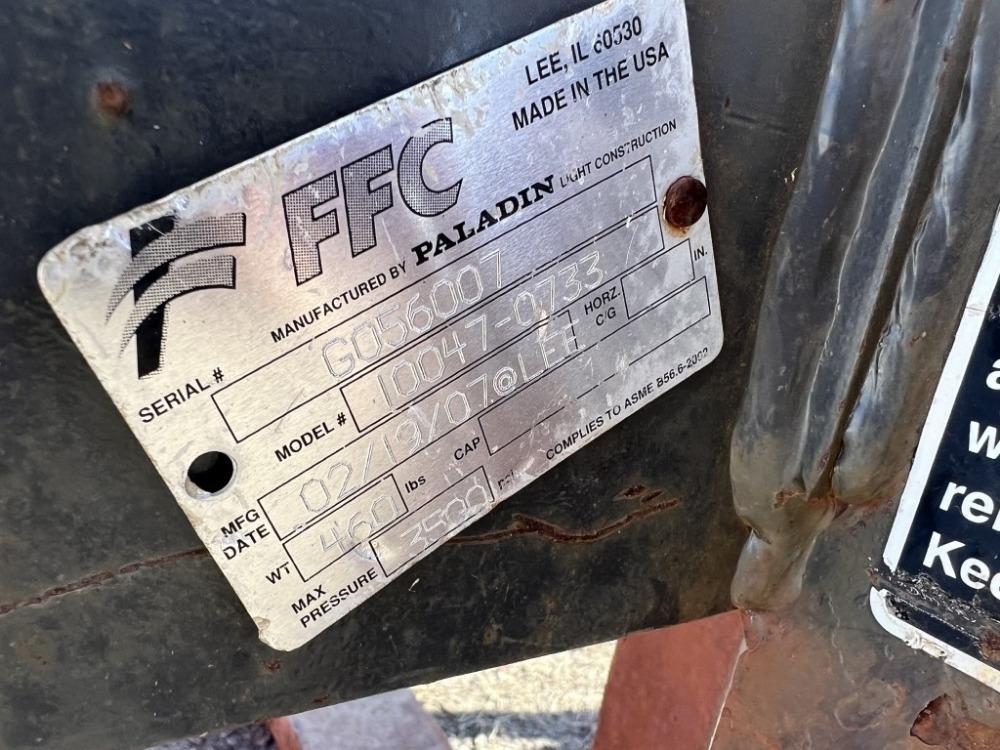 LEE, IL 60530
MADE IN THE USA
FFC
MANUFACTURED BY PALADIN LIGHT CONSTRUCTION
SERIAL # G056007
MODEL # 10047-0733
MFG DATE 02/19/07@LEE HORZ. C/G IN.
WT 460 lbs CAP
MAX PRESSURE 3500 psi COMPLIES TO ASME B56.6-2002
a
w
re
Kee